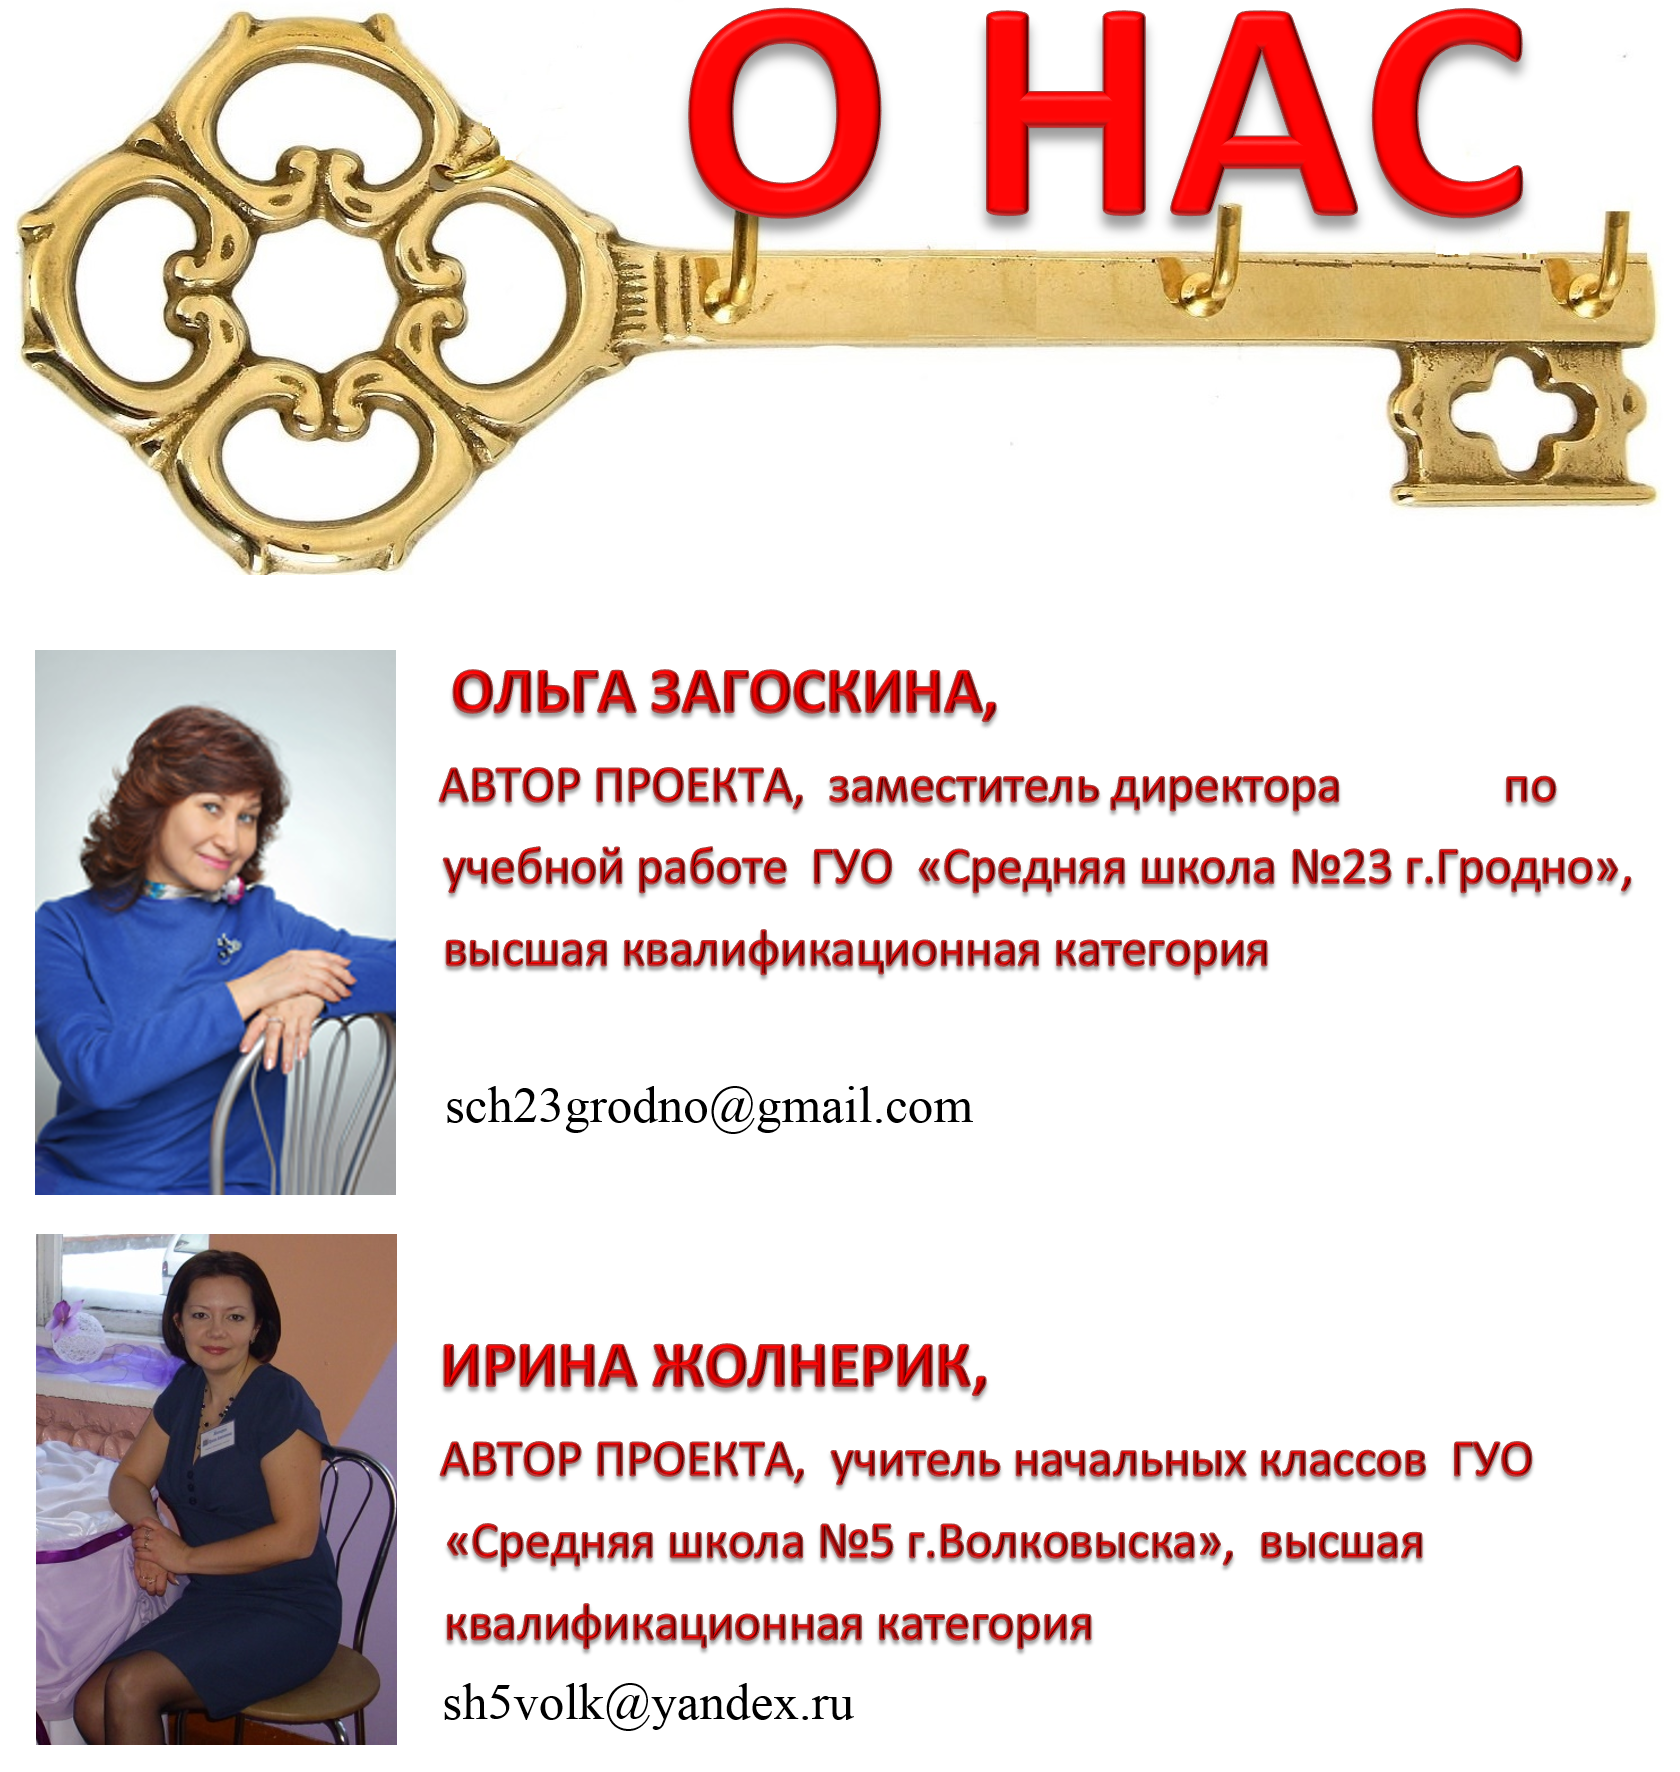 О НАС
ОЛЬГА ЗАГОСКИНА,
АВТОР ПРОЕКТА, заместитель директора по
учебной работе ГУО «Средняя школа №23 г.Гродно»,
высшая квалификационная категория
sch23grodno@gmail.com
ИРИНА ЖОЛНЕРИК,
АВТОР ПРОЕКТА, учитель начальных классов ГУО
«Средняя школа №5 г.Волковыска», высшая
квалификационная категория
sh5volk@yandex.ru